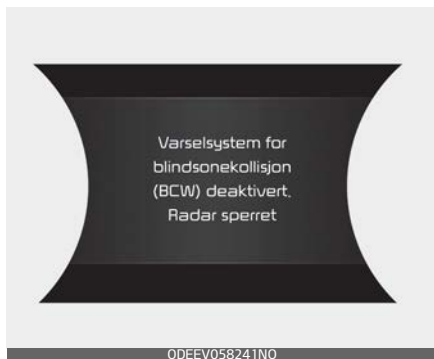 Varselsystem for
blindsonekollisjon
(BCW) deaktivert.
Radar sperret
ODEEV058241NO